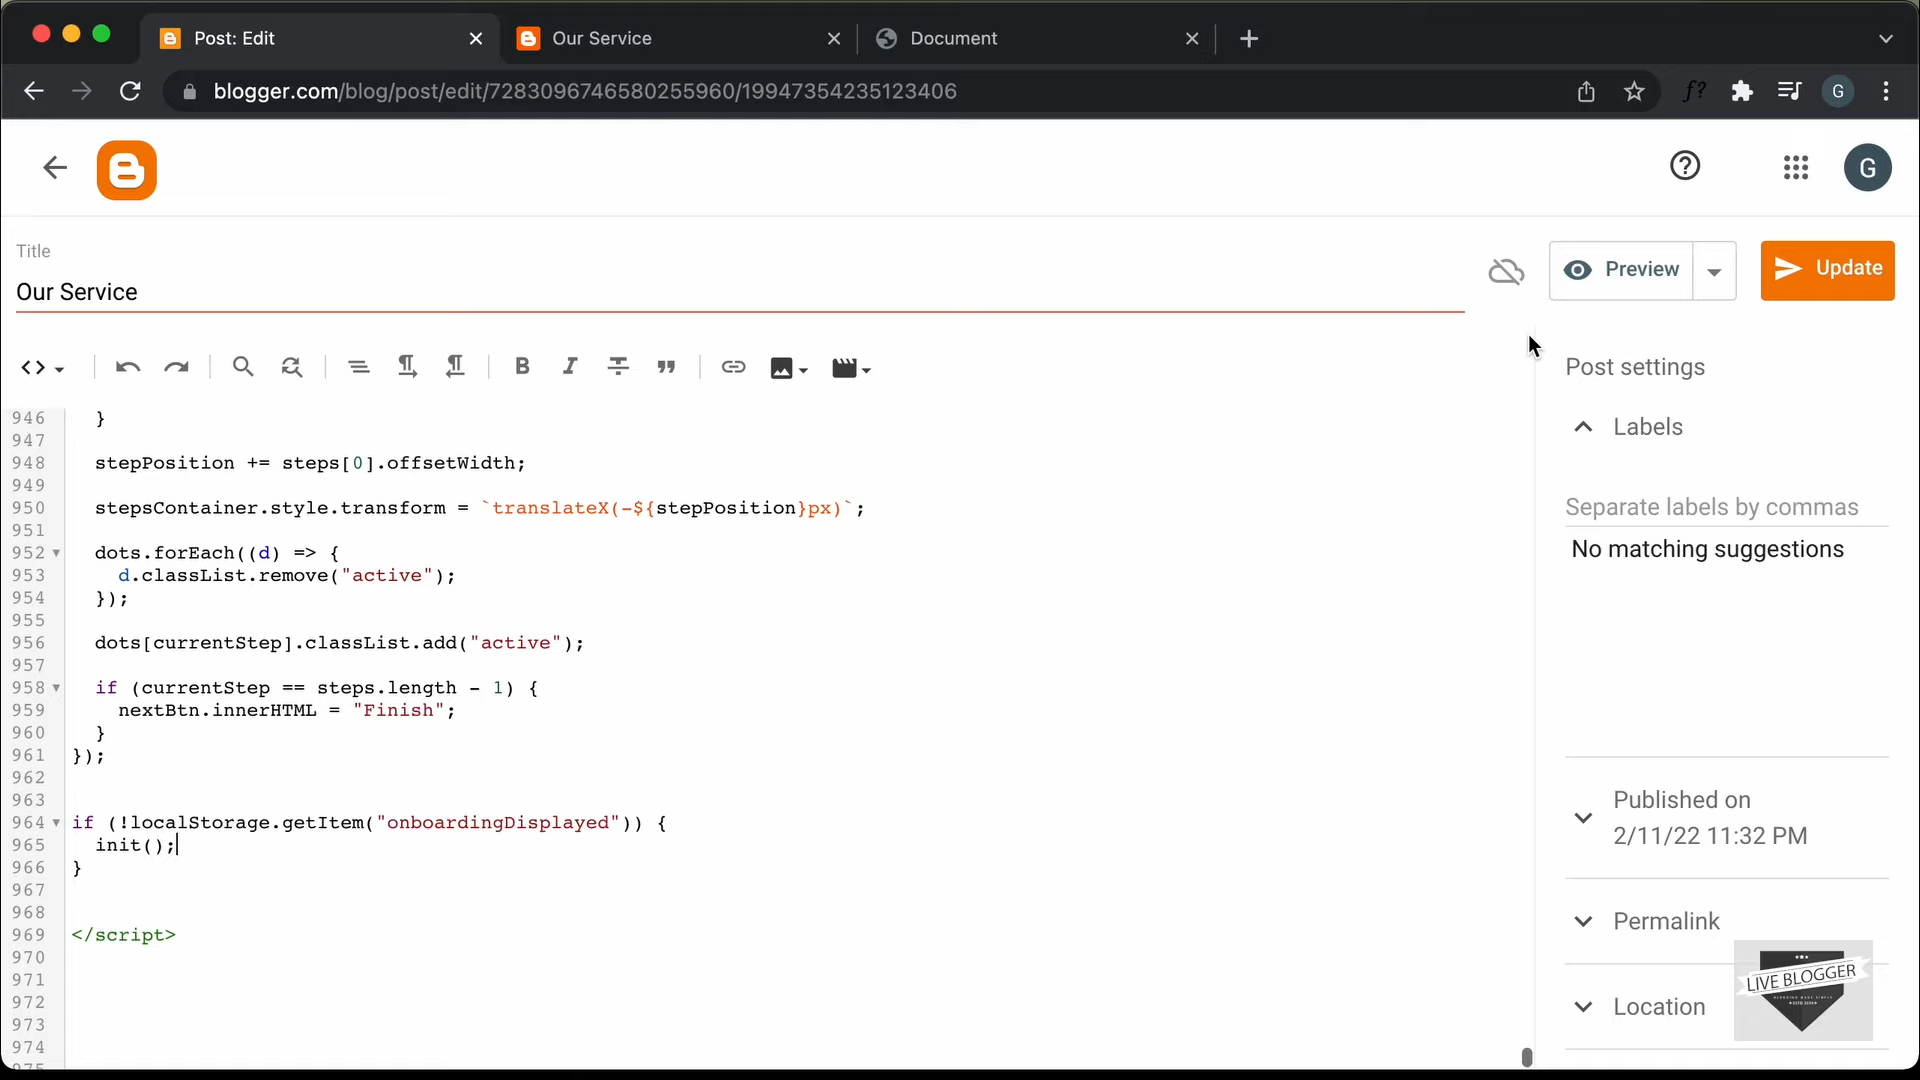 Post: Edit
Our Service
Document
blogger.com/blog/post/edit/7283096746580255960/19947354235123406
f?
G
G
Title
Our Service
Preview
Update
B
I
Post settings
Labels
Separate labels by commas
No matching suggestions
Published on
2/11/22 11:32 PM
Permalink
Location
946 }
947
948 stepPosition += steps[0].offsetWidth;
949
950 stepsContainer.style.transform = `translateX(-${stepPosition}px)`;
951
952 dots.forEach((d) => {
953 d.classList.remove("active");
954 });
955
956 dots[currentStep].classList.add("active");
957
958 if (currentStep == steps.length - 1) {
959 nextBtn.innerHTML = "Finish";
960 }
961 });
962
963
964 if (!localStorage.getItem("onboardingDisplayed")) {
965 init();
966 }
967
968
969 </script>
970
971
972
973
974
975
LIVE BLOGGER